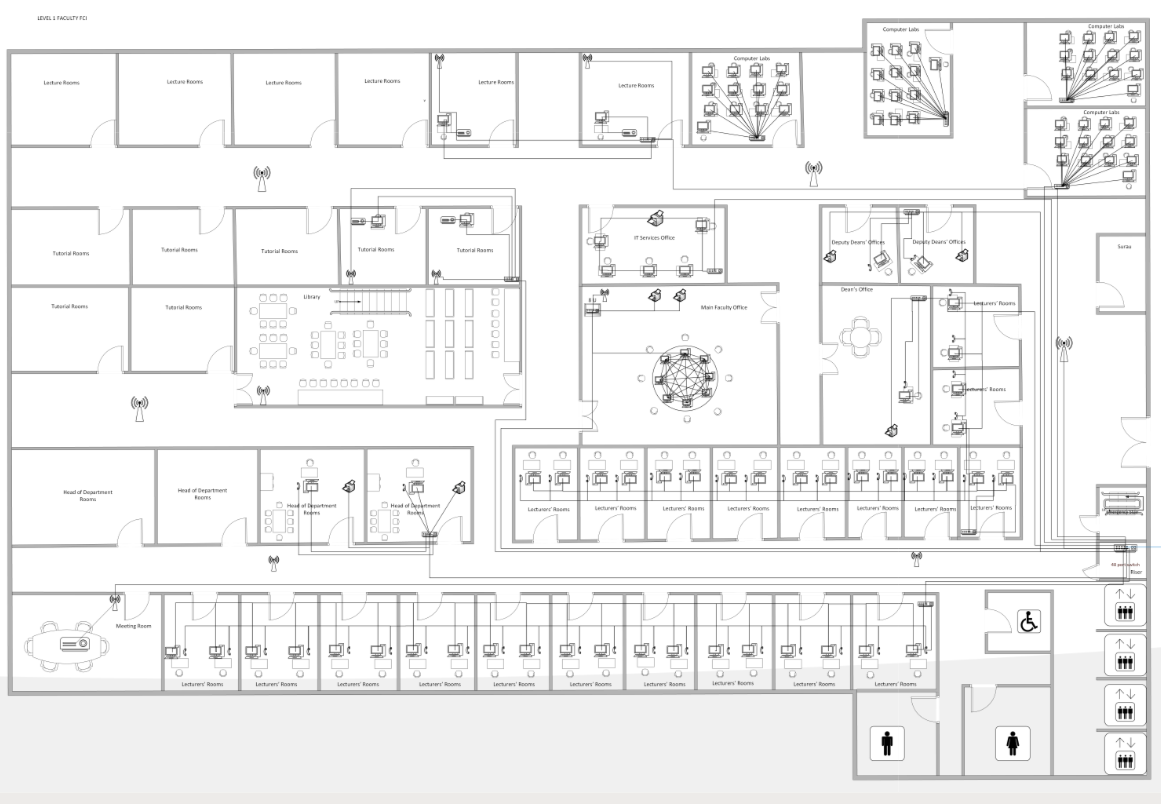 LEVEL 1 FACULTY FCI
Computer Labs
Computer Labs
Lecture Rooms
Lecture Rooms
Lecture Rooms
Lecture Rooms
Lecture Rooms
Lecture Rooms
Computer Labs
Computer Labs
Tutorial Rooms
Tutorial Rooms
Tutorial Rooms
Tutorial Rooms
Tutorial Rooms
IT Services Office
Deputy Deans' Offices
Deputy Deans' Offices
Surau
Tutorial Rooms
Tutorial Rooms
Library
Main Faculty Office
Dean's Office
Lecturers' Rooms
Lecturers' Rooms
Head of Department
Rooms
Head of Department
Rooms
Head of Department
Rooms
Head of Department
Rooms
Lecturers' Rooms
Lecturers' Rooms
Lecturers' Rooms
Lecturers' Rooms
Lecturers' Rooms
Lecturers' Rooms
Lecturers' Rooms
Lecturers' Rooms
Riser
Meeting Room
Lecturers' Rooms
Lecturers' Rooms
Lecturers' Rooms
Lecturers' Rooms
Lecturers' Rooms
Lecturers' Rooms
Lecturers' Rooms
Lecturers' Rooms
Lecturers' Rooms
Lecturers' Rooms